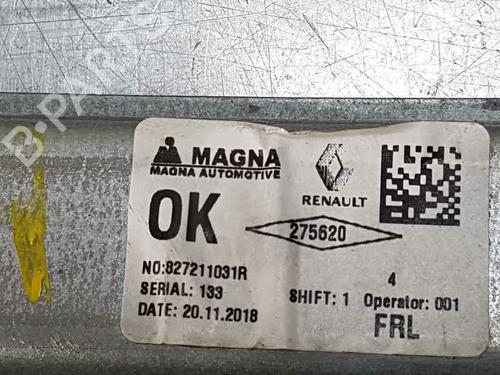 MAGNA
MAGNA AUTOMOTIVE
RENAULT
OK
275620
NO:827211031R
SERIAL: 133
DATE: 20.11.2018
4
SHIFT: 1 Operator: 001
FRL
B-PARTS